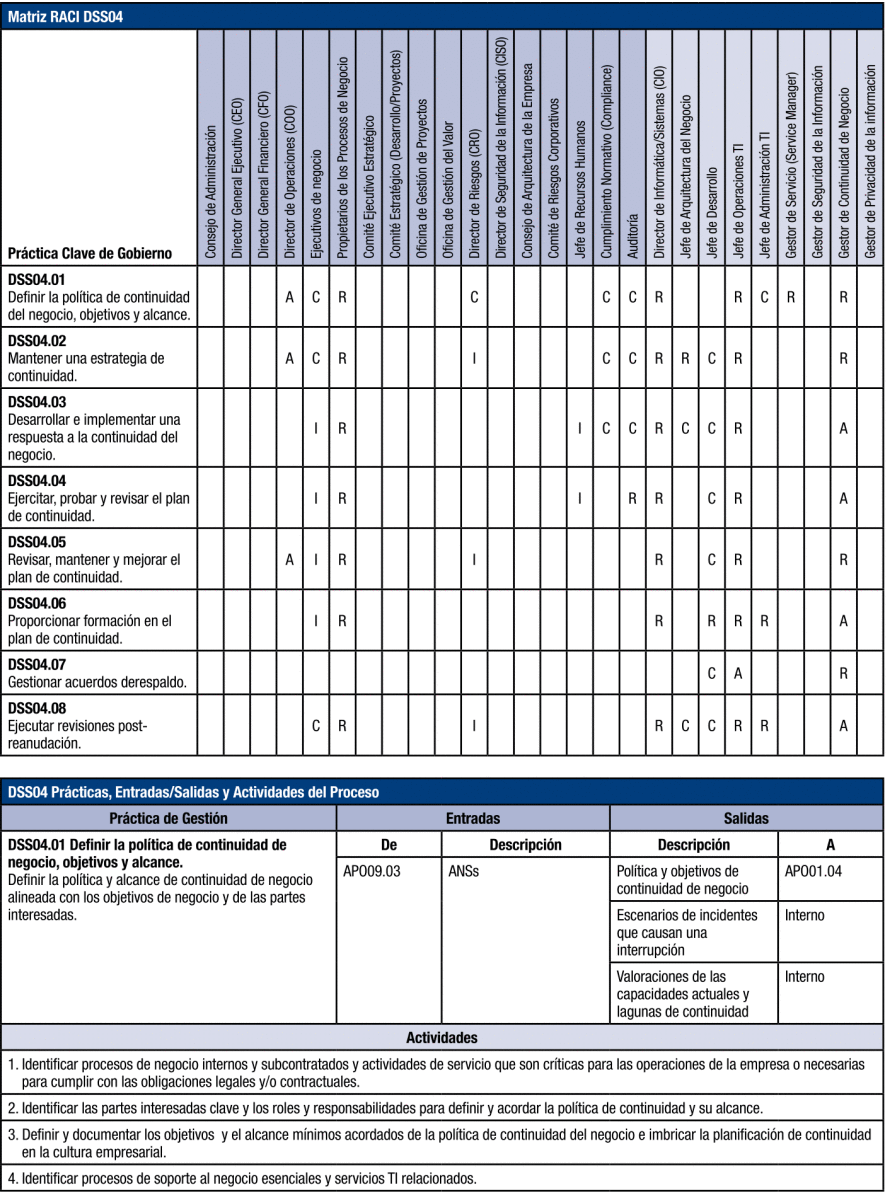 Matriz RACI DSS04
Práctica Clave de Gobierno
Consejo de Administración
Director General Ejecutivo (CEO)
Director General Financiero (CFO)
Director de Operaciones (COO)
Ejecutivos de negocio
Propietarios de los Procesos de Negocio
Comité Ejecutivo Estratégico
Comité Estratégico (Desarrollo/Proyectos)
Oficina de Gestión de Proyectos
Oficina de Gestión del Valor
Director de Riesgos (CRO)
Director de Seguridad de la Información (CISO)
Consejo de Arquitectura de la Empresa
Comité de Riesgos Corporativos
Jefe de Recursos Humanos
Cumplimiento Normativo (Compliance)
Auditoría
Director de Informática/Sistemas (CIO)
Jefe de Arquitectura del Negocio
Jefe de Desarrollo
Jefe de Operaciones TI
Jefe de Administración TI
Gestor de Servicio (Service Manager)
Gestor de Seguridad de la Información
Gestor de Continuidad de Negocio
Gestor de Privacidad de la información
DSS04.01
Definir la política de continuidad
del negocio, objetivos y alcance.
A C R C C C R R C R R
DSS04.02
Mantener una estrategia de
continuidad.
A C R I C C R R C R R
DSS04.03
Desarrollar e implementar una
respuesta a la continuidad del
negocio.
I R I C C R C C R A
DSS04.04
Ejercitar, probar y revisar el plan
de continuidad.
I R I R R C R A
DSS04.05
Revisar, mantener y mejorar el
plan de continuidad.
A I R I R C R R
DSS04.06
Proporcionar formación en el
plan de continuidad.
I R R R R R A
DSS04.07
Gestionar acuerdos derespaldo.
C A R
DSS04.08
Ejecutar revisiones post-
reanudación.
C R I R C C R R A
DSS04 Prácticas, Entradas/Salidas y Actividades del Proceso
Práctica de Gestión Entradas Salidas
DSS04.01 Definir la política de continuidad de
negocio, objetivos y alcance.
Definir la política y alcance de continuidad de negocio
alineada con los objetivos de negocio y de las partes
interesadas.
De Descripción Descripción A
APO09.03 ANSs Política y objetivos de
continuidad de negocio
APO01.04
Escenarios de incidentes
que causan una
interrupción
Interno
Valoraciones de las
capacidades actuales y
lagunas de continuidad
Interno
Actividades
1. Identificar procesos de negocio internos y subcontratados y actividades de servicio que son críticas para las operaciones de la empresa o necesarias
para cumplir con las obligaciones legales y/o contractuales.
2. Identificar las partes interesadas clave y los roles y responsabilidades para definir y acordar la política de continuidad y su alcance.
3. Definir y documentar los objetivos y el alcance mínimos acordados de la política de continuidad del negocio e imbricar la planificación de continuidad
en la cultura empresarial.
4. Identificar procesos de soporte al negocio esenciales y servicios TI relacionados.